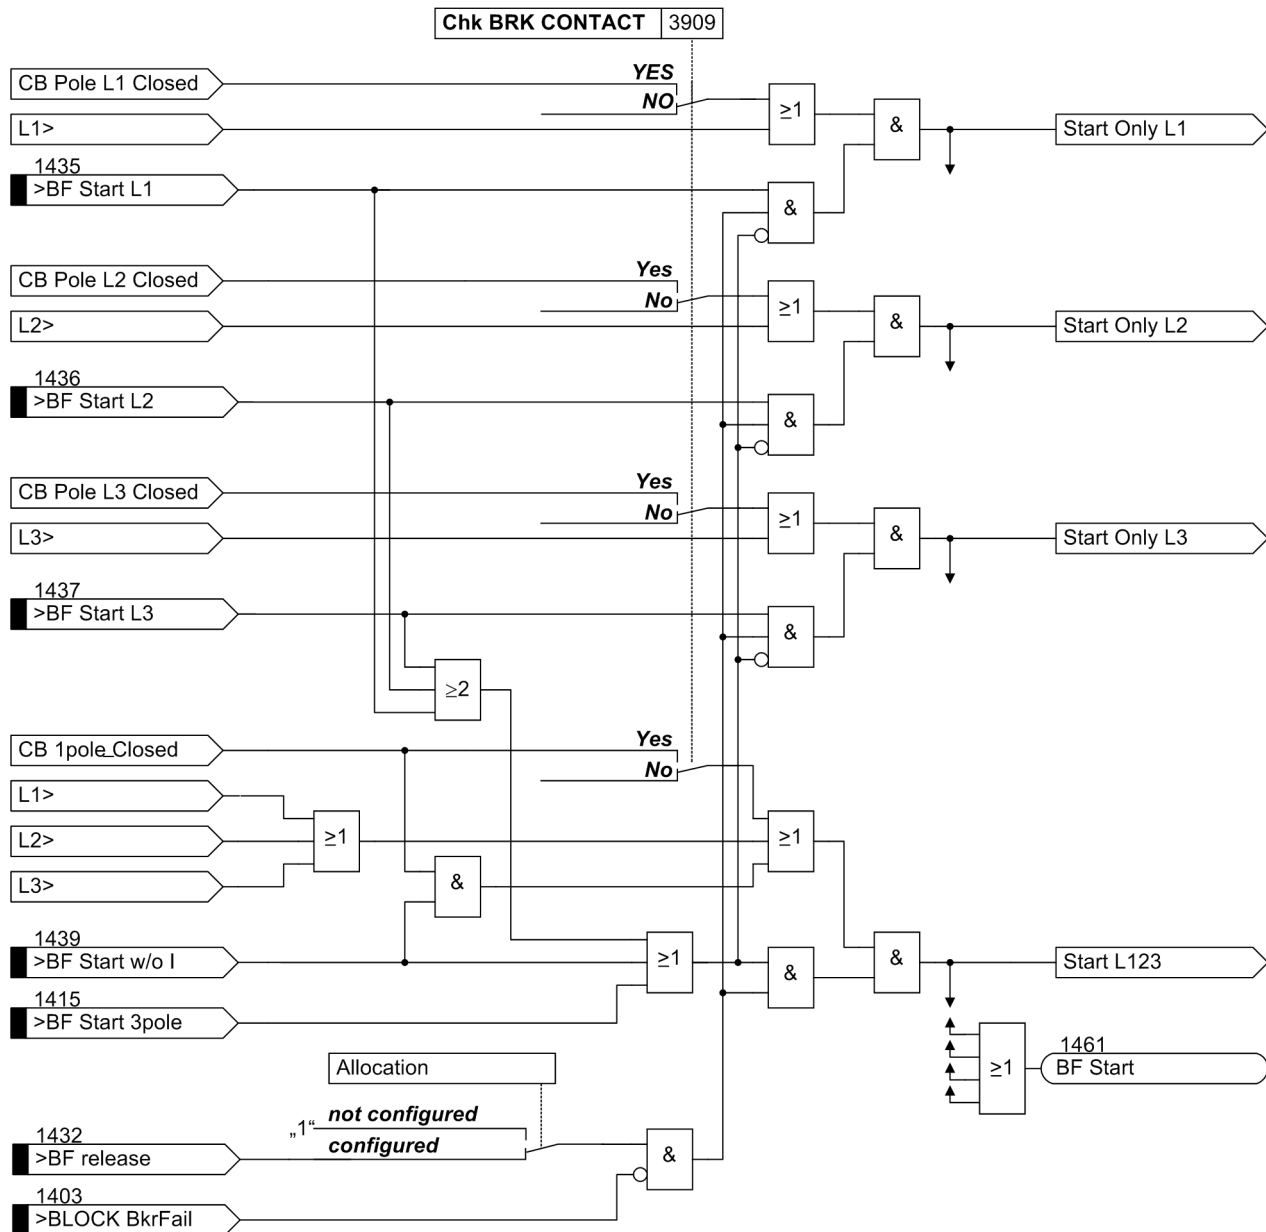 Chk BRK CONTACT 3909
CB Pole L1 Closed
YES
NO
L1>
≥1
&
Start Only L1
1435
>BF Start L1
&
CB Pole L2 Closed
Yes
No
L2>
≥1
&
Start Only L2
1436
>BF Start L2
&
CB Pole L3 Closed
Yes
No
L3>
≥1
&
Start Only L3
1437
>BF Start L3
&
≥2
CB 1pole_Closed
Yes
No
L1>
L2>
≥1
≥1
L3>
&
1439
>BF Start w/o I
≥1
&
&
Start L123
1415
>BF Start 3pole
Allocation
≥1
1461
BF Start
„1“
not configured
configured
1432
>BF release
&
1403
>BLOCK BkrFail